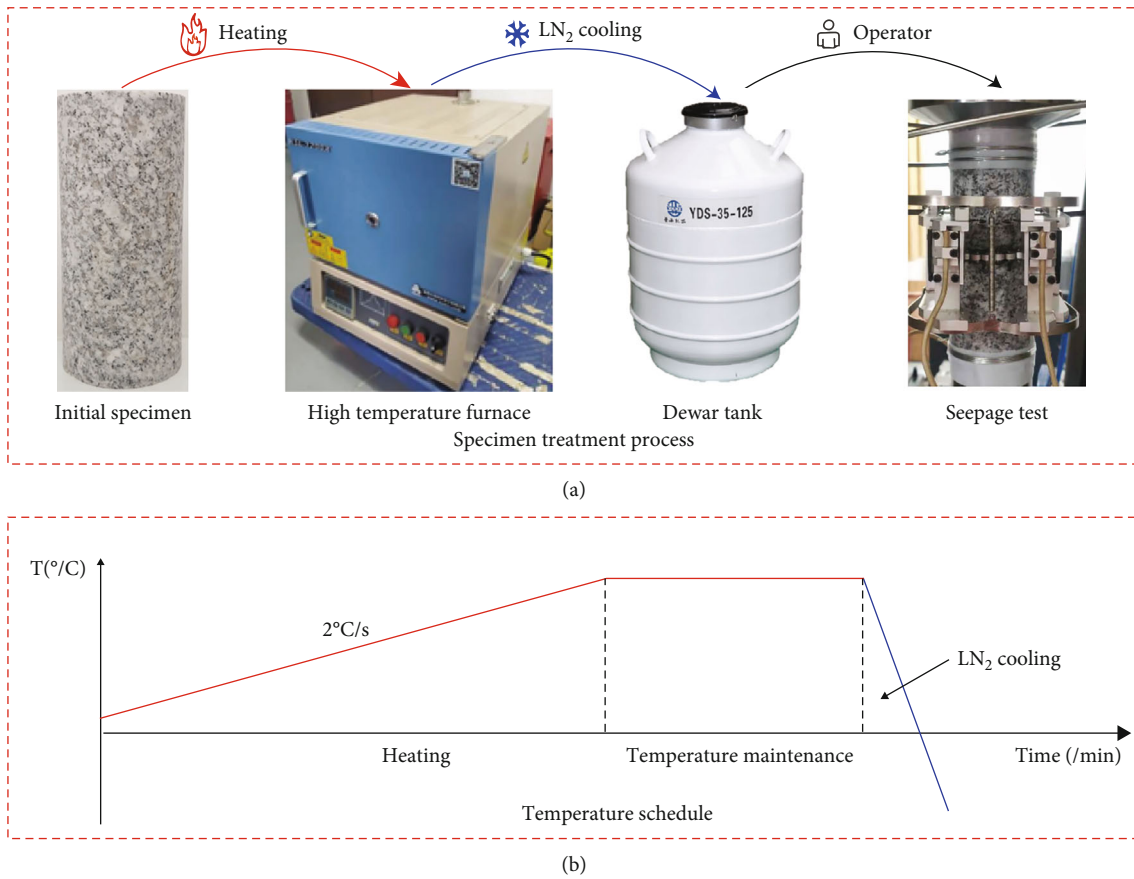 Heating
LN₂ cooling
Operator
YDS-35-125
Initial specimen
High temperature furnace
Dewar tank
Seepage test
Specimen treatment process
(a)
T(°/C)
2°C/s
LN₂ cooling
Heating
Temperature maintenance
Time (/min)
Temperature schedule
(b)